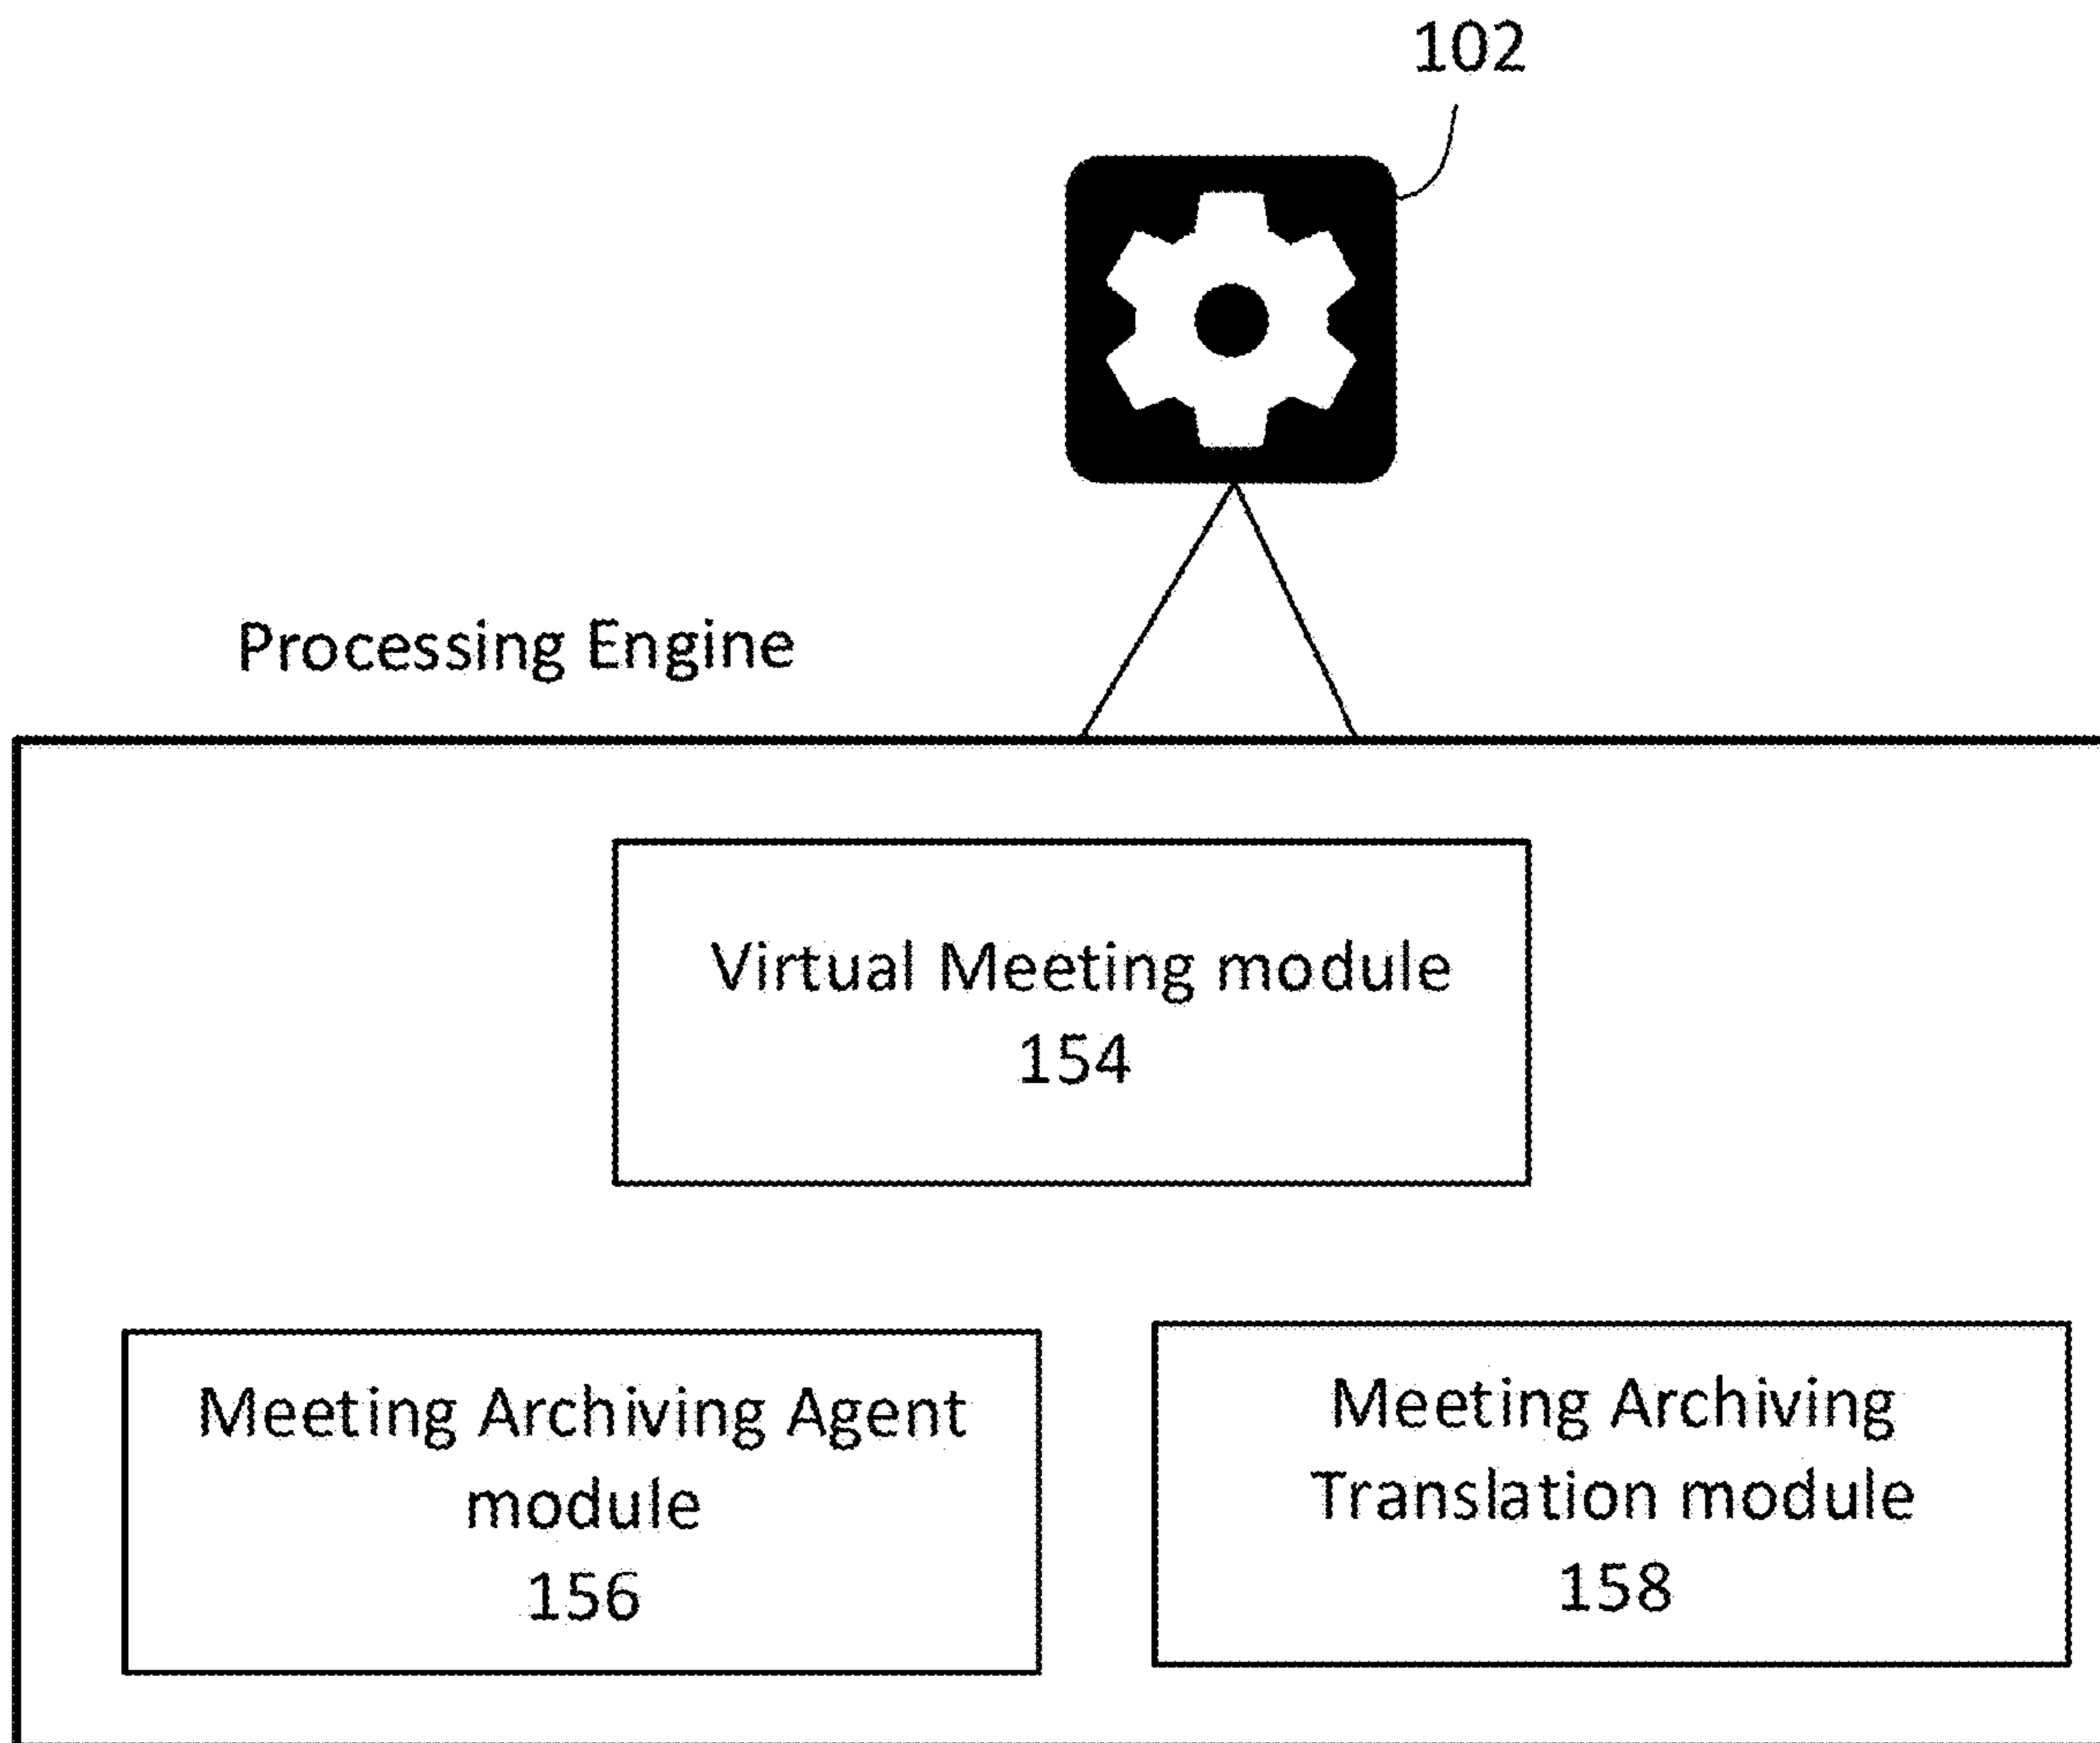 102
Processing Engine
Virtual Meeting module
154
Meeting Archiving Agent
module
156
Meeting Archiving
Translation module
158